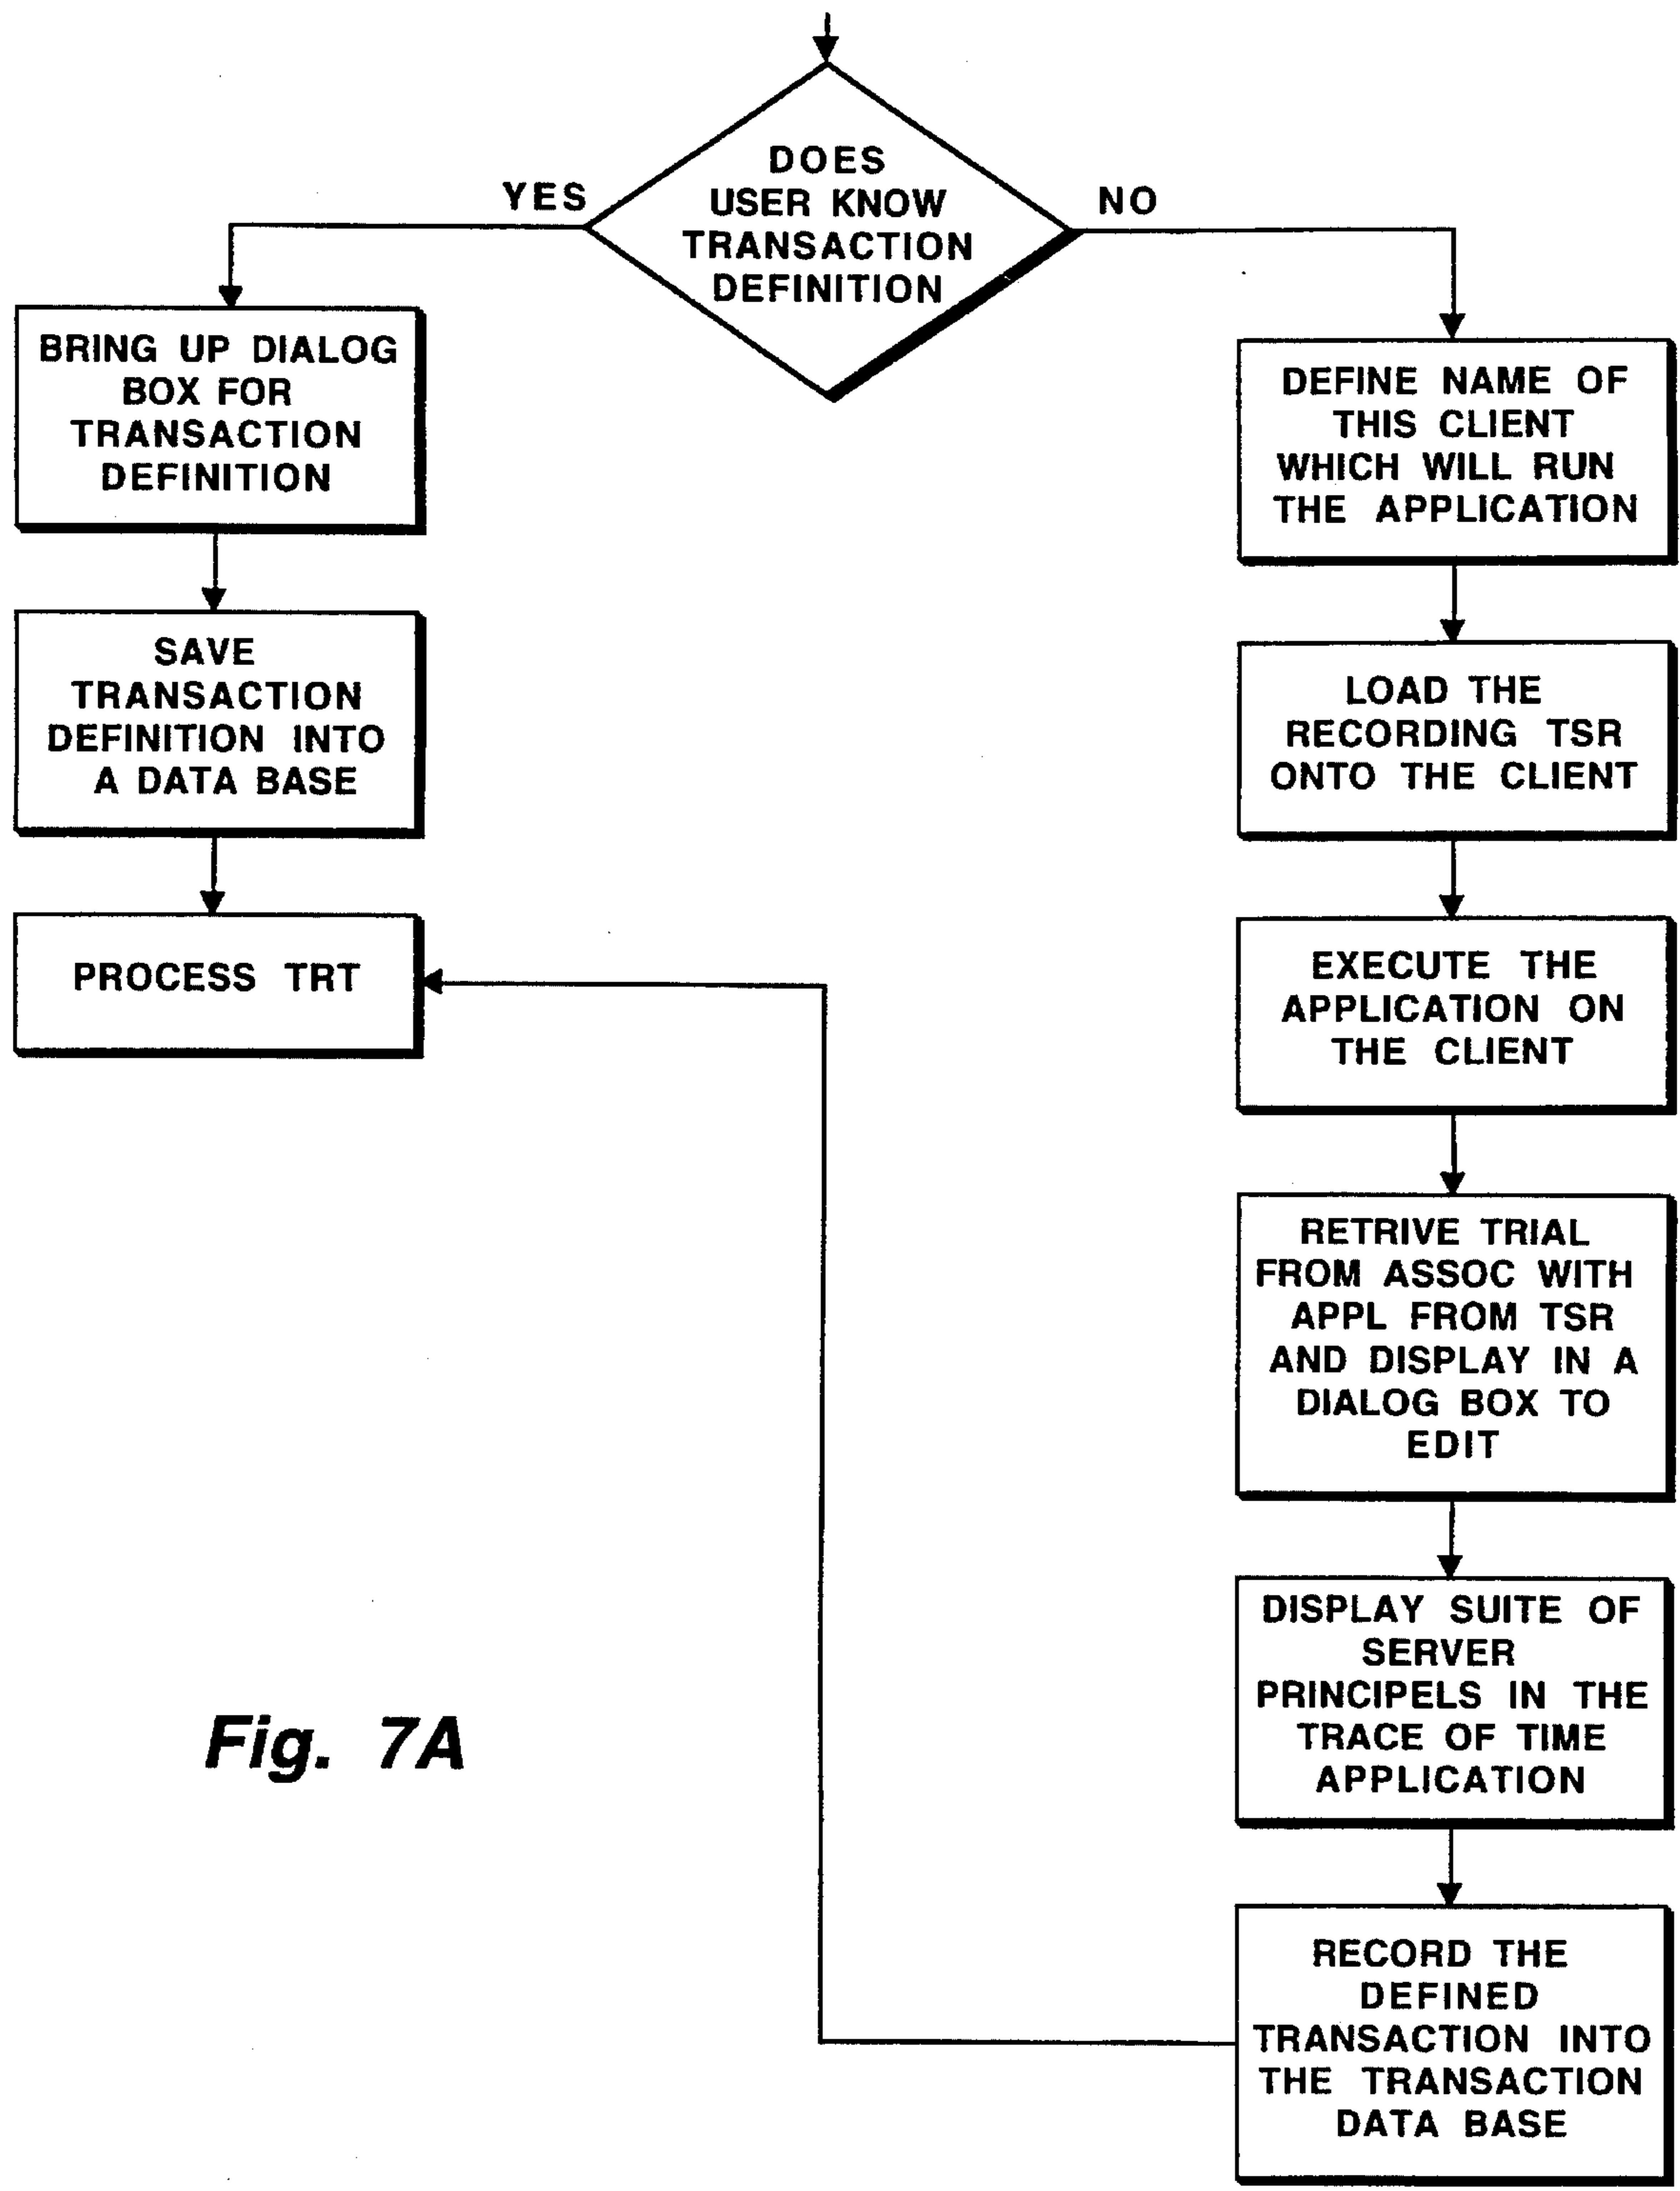 DOES
USER KNOW
TRANSACTION
DEFINITION
YES
NO
BRING UP DIALOG
BOX FOR
TRANSACTION
DEFINITION
SAVE
TRANSACTION
DEFINITION INTO
A DATA BASE
PROCESS TRT
DEFINE NAME OF
THIS CLIENT
WHICH WILL RUN
THE APPLICATION
LOAD THE
RECORDING TSR
ONTO THE CLIENT
EXECUTE THE
APPLICATION ON
THE CLIENT
RETRIVE TRIAL
FROM ASSOC WITH
APPL FROM TSR
AND DISPLAY IN A
DIALOG BOX TO
EDIT
DISPLAY SUITE OF
SERVER
PRINCIPELS IN THE
TRACE OF TIME
APPLICATION
RECORD THE
DEFINED
TRANSACTION INTO
THE TRANSACTION
DATA BASE
Fig. 7A